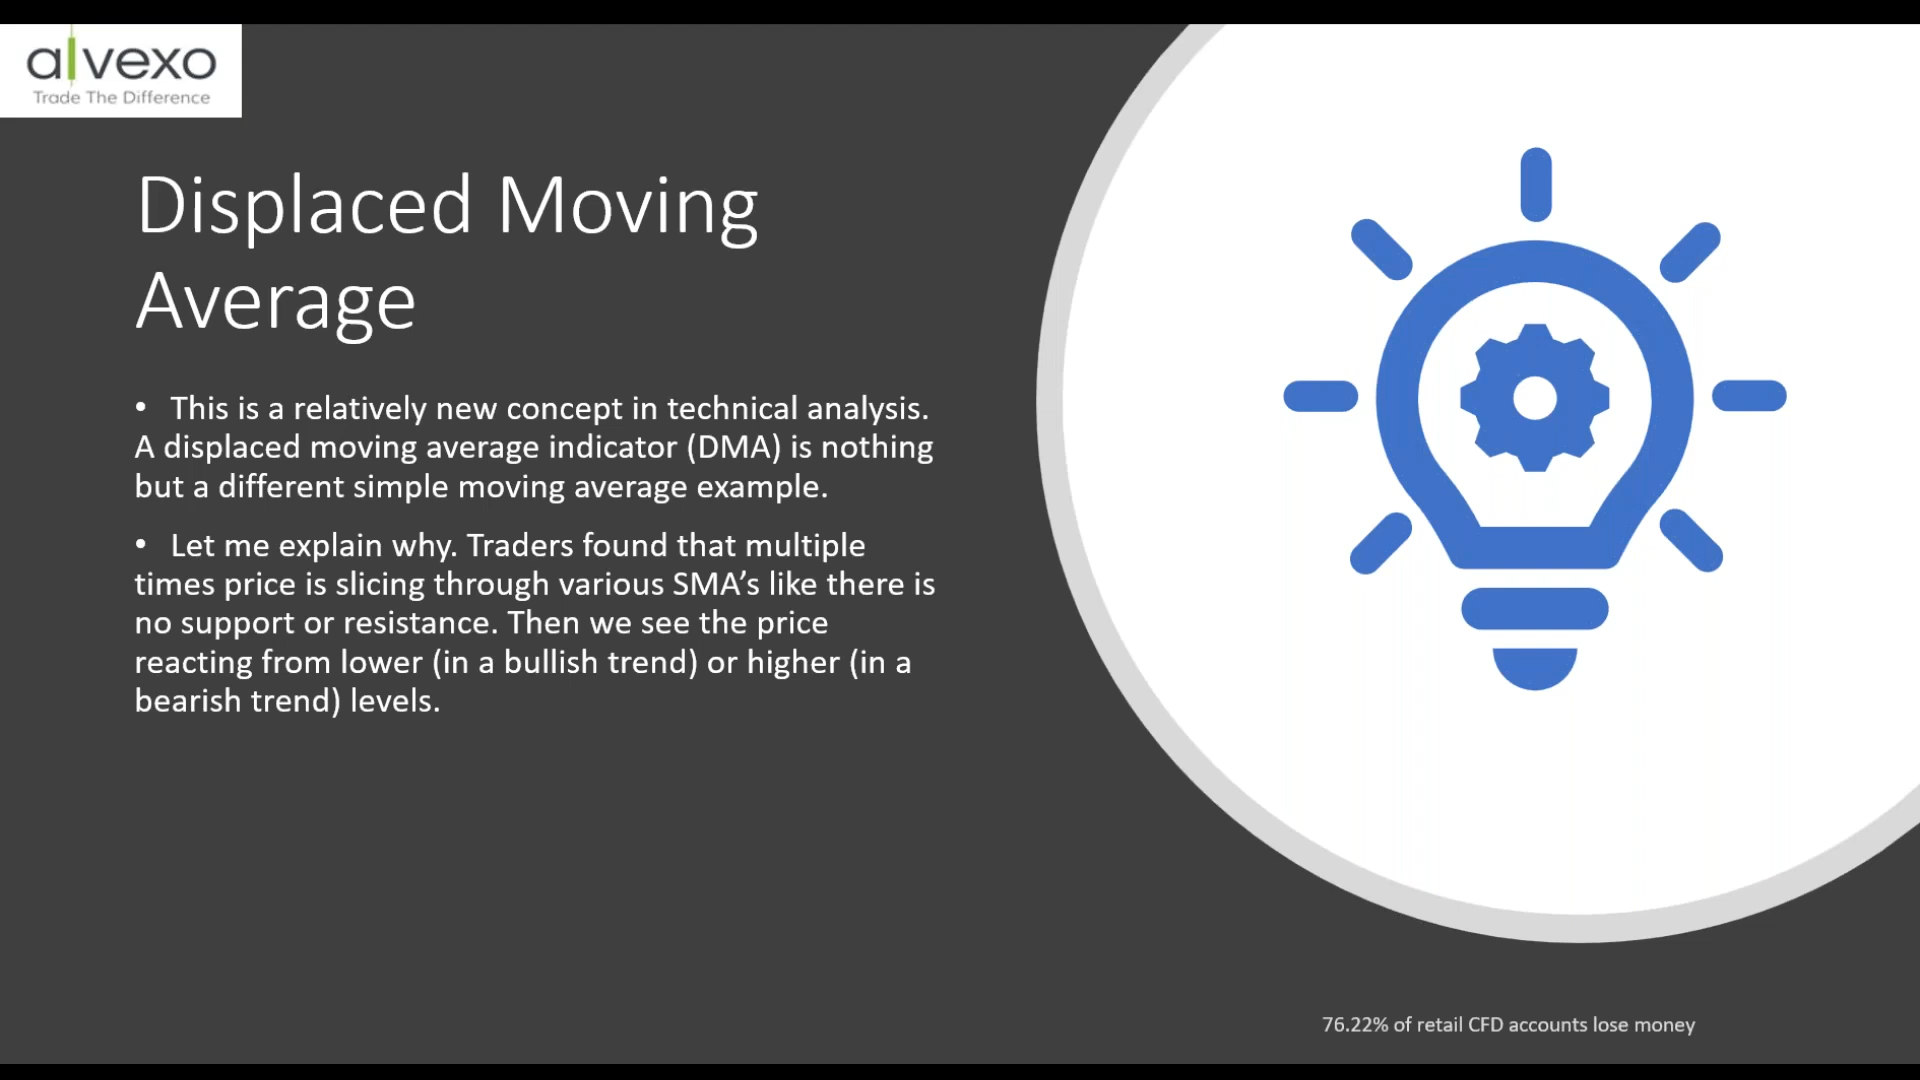 alvexo
Trade The Difference
Displaced Moving
Average
• This is a relatively new concept in technical analysis.
A displaced moving average indicator (DMA) is nothing
but a different simple moving average example.
• Let me explain why. Traders found that multiple
times price is slicing through various SMA’s like there is
no support or resistance. Then we see the price
reacting from lower (in a bullish trend) or higher (in a
bearish trend) levels.
76.22% of retail CFD accounts lose money